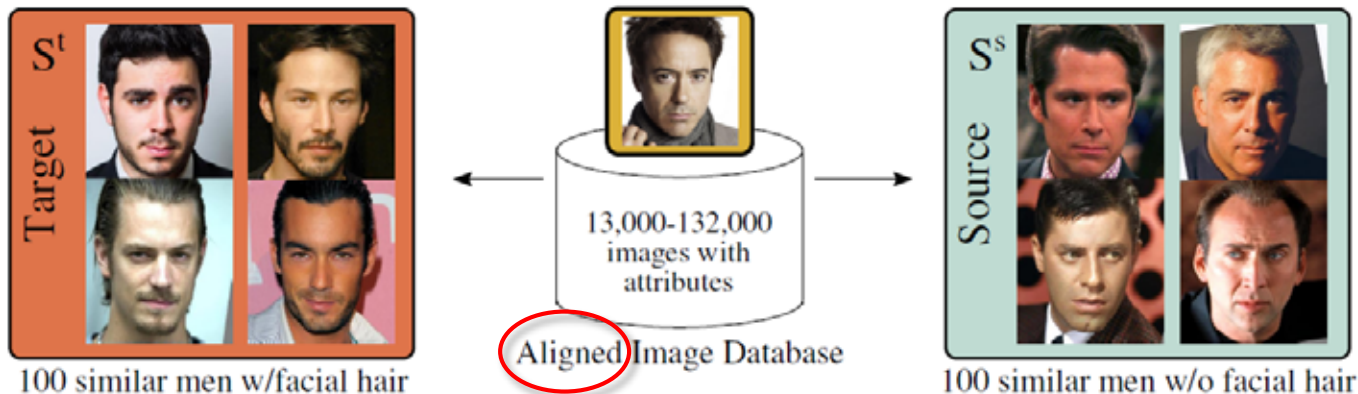 S^t
Target
100 similar men w/facial hair
13,000-132,000
images with
attributes
Aligned Image Database
S^s
Source
100 similar men w/o facial hair